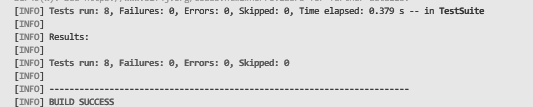 [INFO] Tests run: 8, Failures: 0, Errors: 0, Skipped: 0, Time elapsed: 0.379 s -- in TestSuite
[INFO]
[INFO] Results:
[INFO]
[INFO] Tests run: 8, Failures: 0, Errors: 0, Skipped: 0
[INFO]
[INFO] ------------------------------------------------------------------------
[INFO] BUILD SUCCESS